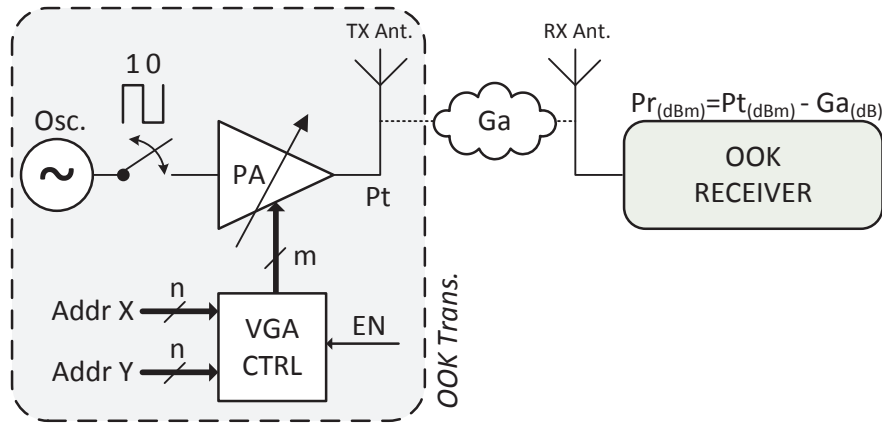 TX Ant.
RX Ant.
1 0
Osc.
Ga
Pr(dBm)=Pt(dBm) - Ga(dB)
OOK
RECEIVER
PA
Pt
m
n
Addr X
VGA
CTRL
EN
n
Addr Y
OOK Trans.